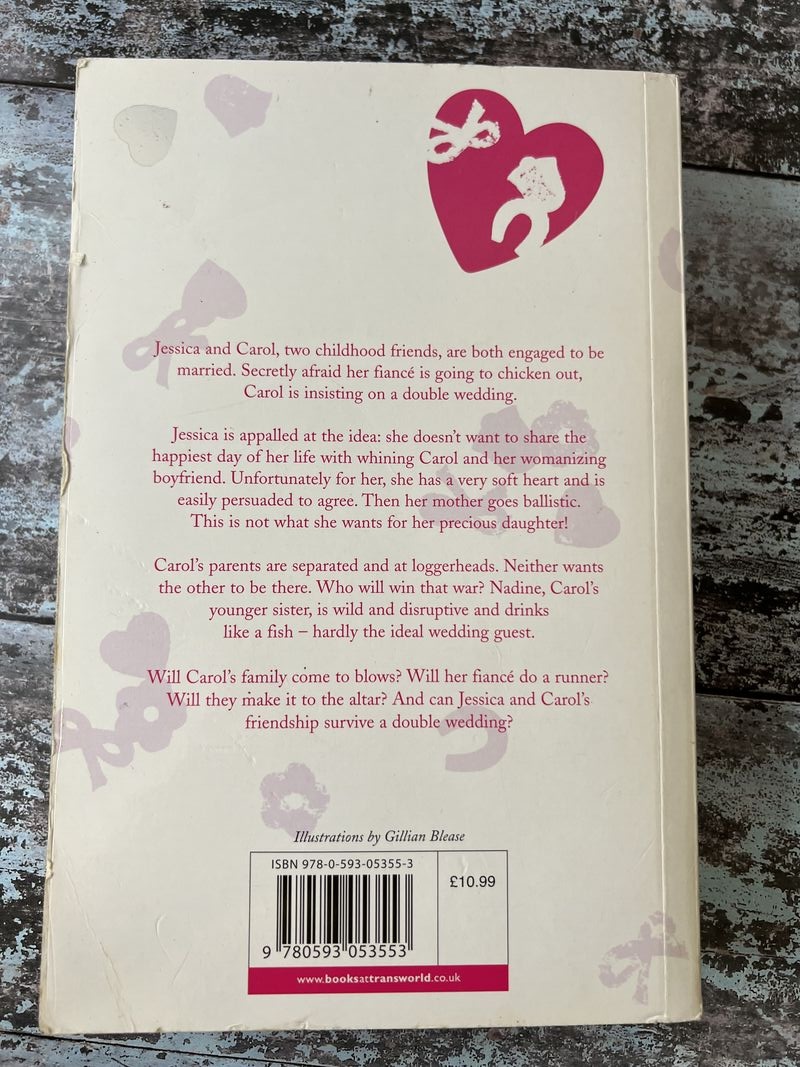 Jessica and Carol, two childhood friends, are both engaged to be
married. Secretly afraid her fiancé is going to chicken out,
Carol is insisting on a double wedding.
Jessica is appalled at the idea: she doesn't want to share the
happiest day of her life with whining Carol and her womanizing
boyfriend. Unfortunately for her, she has a very soft heart and is
easily persuaded to agree. Then her mother goes ballistic.
This is not what she wants for her precious daughter!
Carol's parents are separated and at loggerheads. Neither wants
the other to be there. Who will win that war? Nadine, Carol's
younger sister, is wild and disruptive and drinks
like a fish – hardly the ideal wedding guest.
Will Carol's family come to blows? Will her fiancé do a runner?
Will they make it to the altar? And can Jessica and Carol's
friendship survive a double wedding?
Illustrations by Gillian Blease
ISBN 978-0-593-05355-3
£10.99
9 780593 053553
www.booksattransworld.co.uk